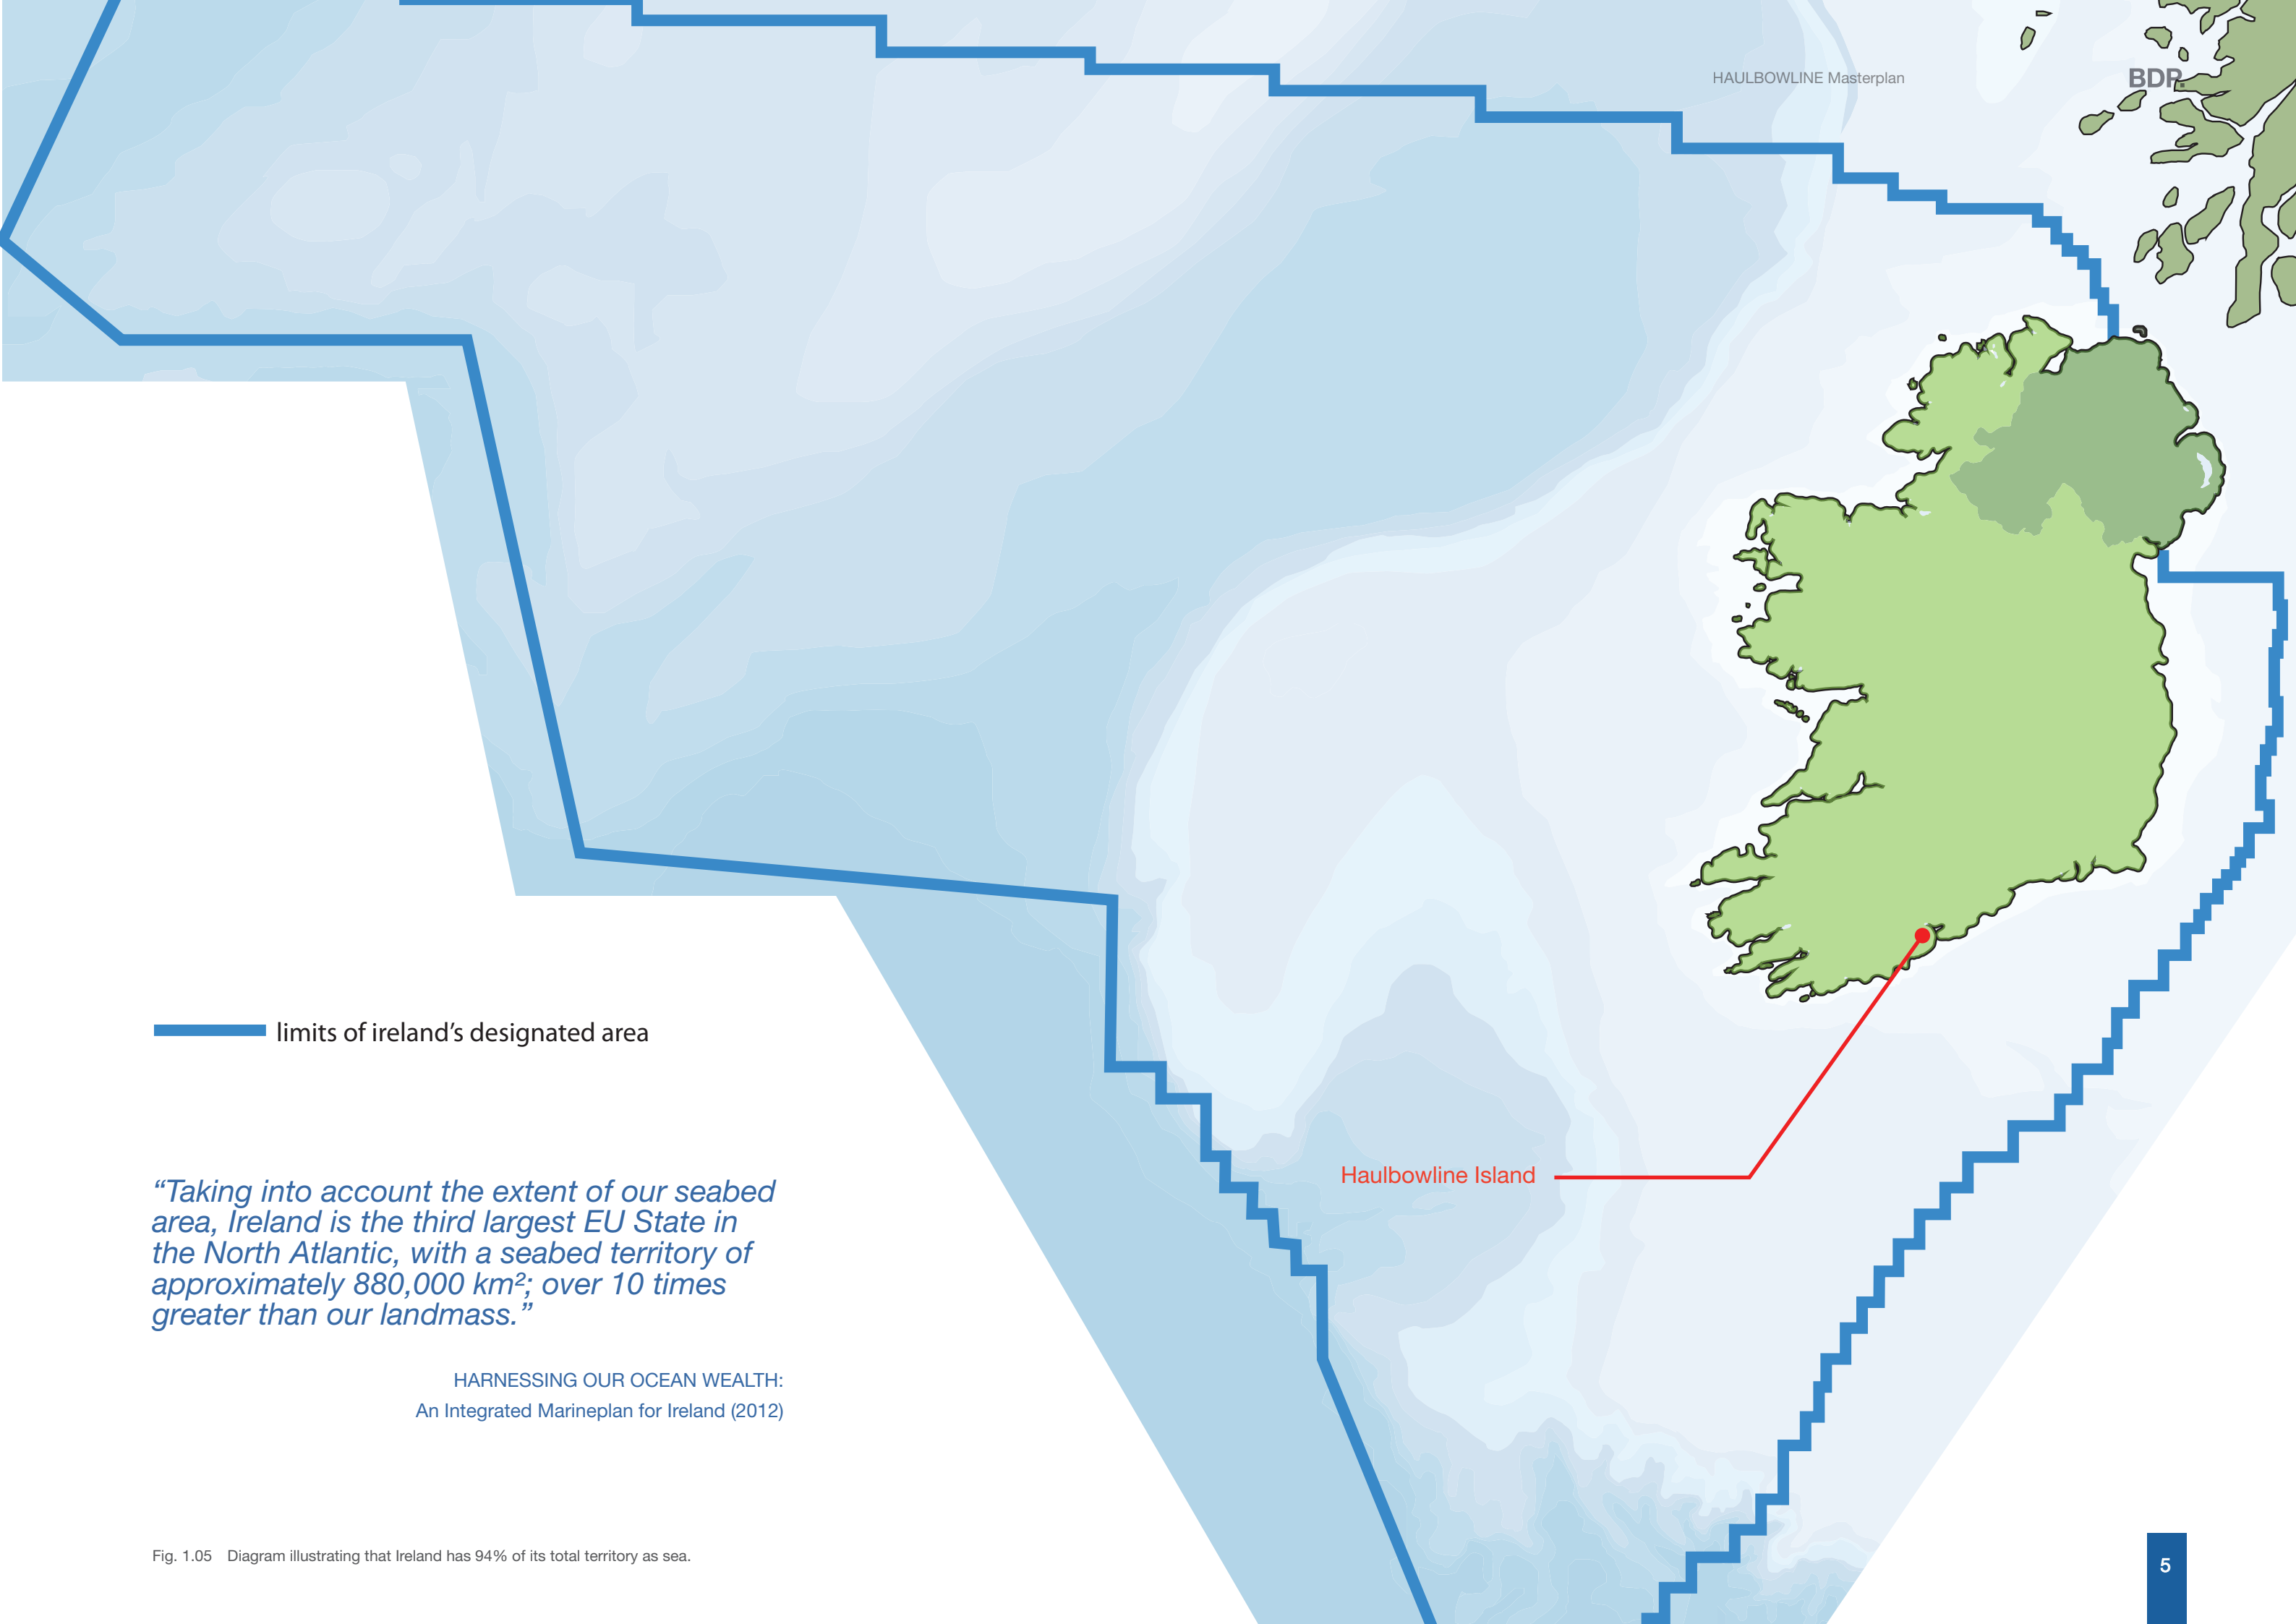 HAULBOWLINE Masterplan
BDP.
limits of ireland’s designated area
Haulbowline Island
“Taking into account the extent of our seabed
area, Ireland is the third largest EU State in
the North Atlantic, with a seabed territory of
approximately 880,000 km²; over 10 times
greater than our landmass.”
HARNESSING OUR OCEAN WEALTH:
An Integrated Marineplan for Ireland (2012)
Fig. 1.05 Diagram illustrating that Ireland has 94% of its total territory as sea.
5